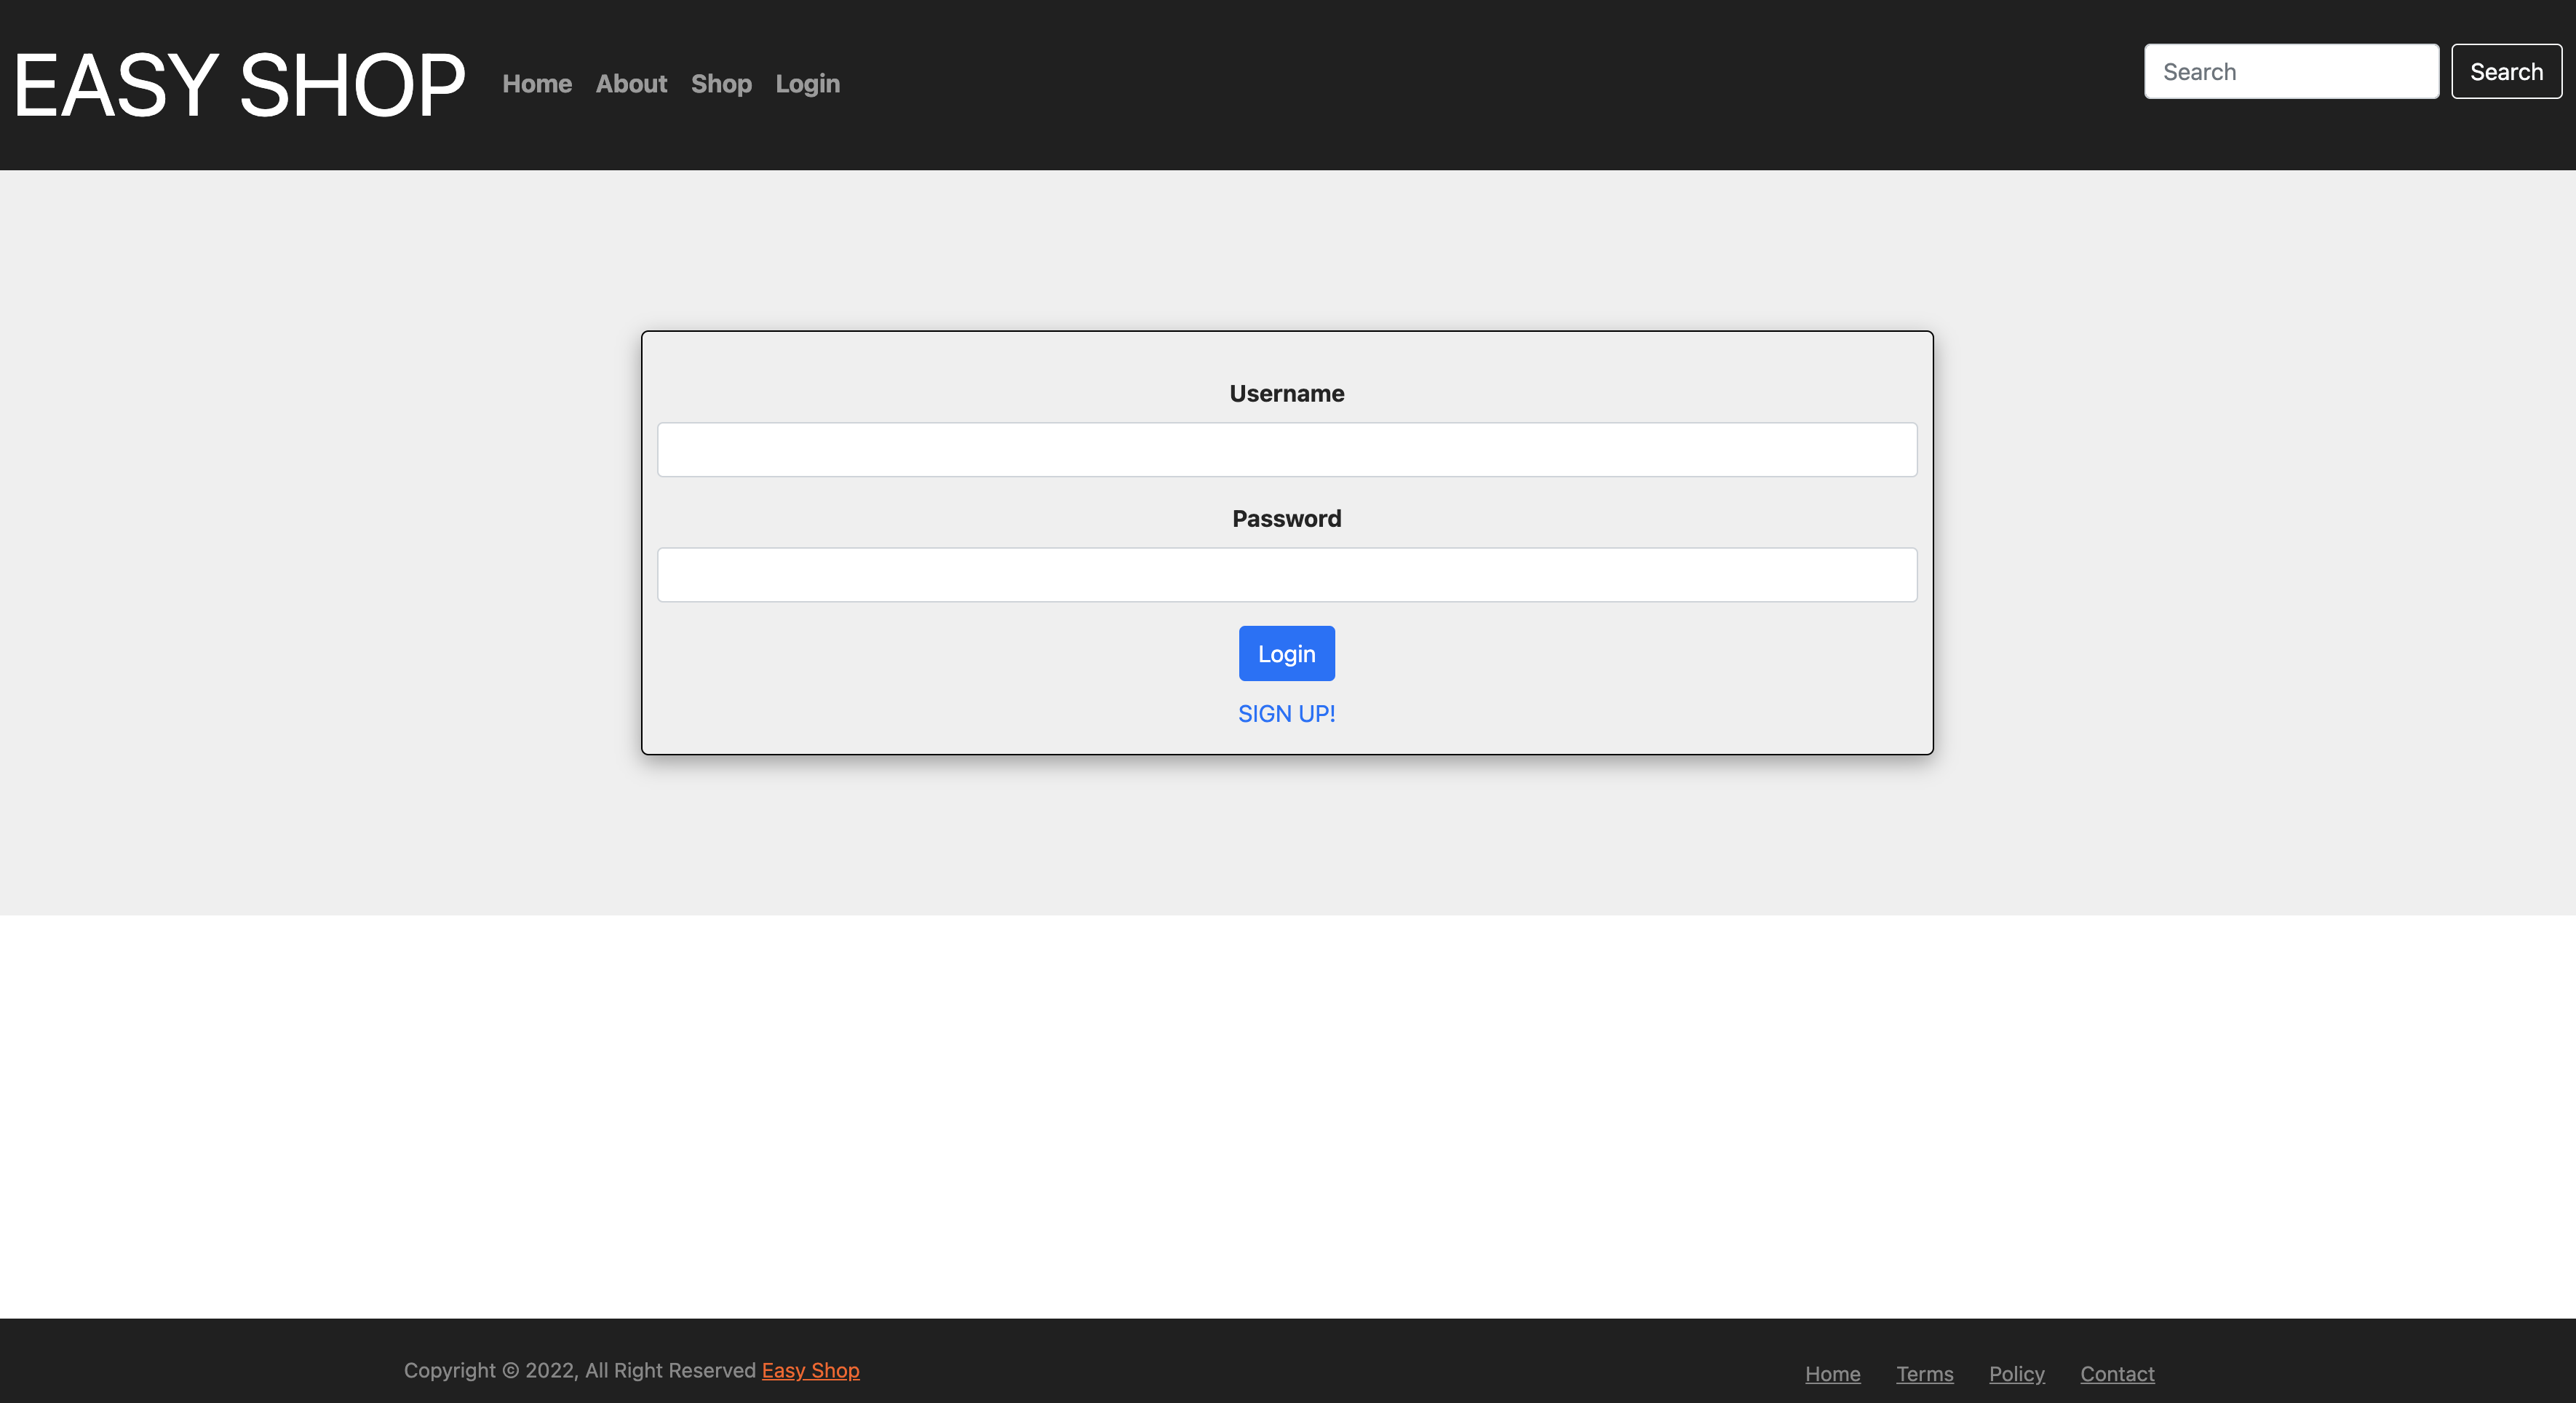 EASY SHOP Home About Shop Login Search Search
Username
Password
Login
SIGN UP!
Copyright © 2022, All Right Reserved Easy Shop Home Terms Policy Contact